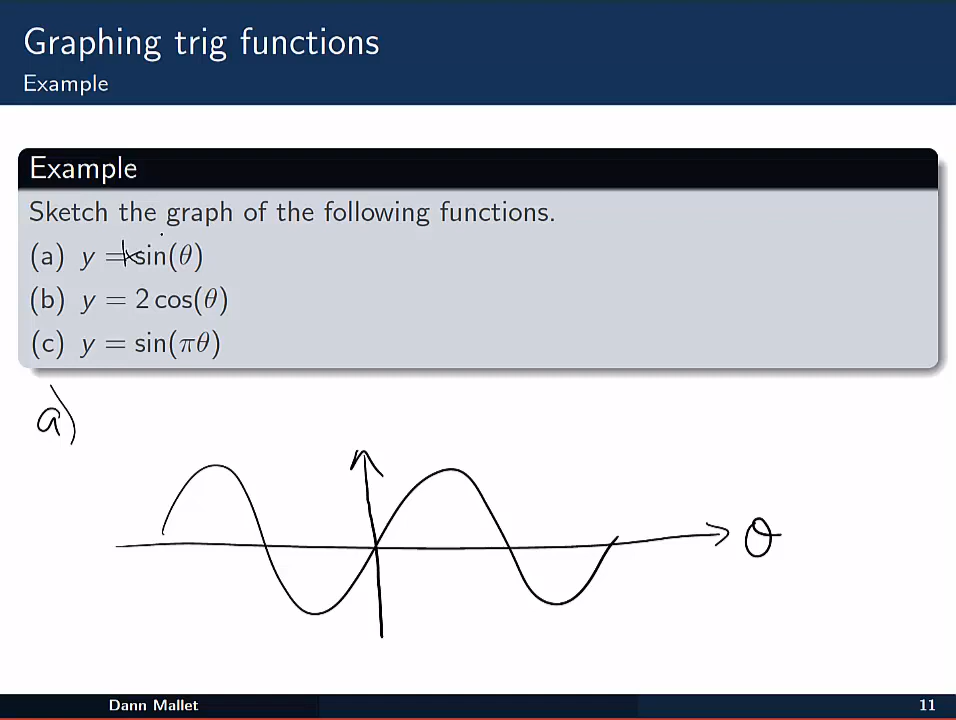 Graphing trig functions
Example
Example
Sketch the graph of the following functions.
(a) y = sin(θ)
(b) y = 2 cos(θ)
(c) y = sin(πθ)
a)
θ
Dann Mallet 11